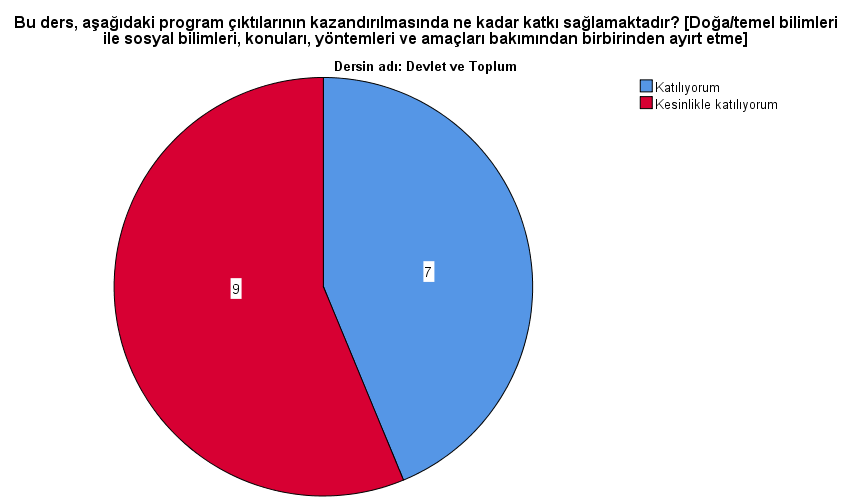 Bu ders, aşağıdaki program çıktılarının kazandırılmasında ne kadar katkı sağlamaktadır? [Doğa/temel bilimleri
ile sosyal bilimleri, konuları, yöntemleri ve amaçları bakımından birbirinden ayırt etme]
Dersin adı: Devlet ve Toplum
Katılıyorum
Kesinlikle katılıyorum
7
9